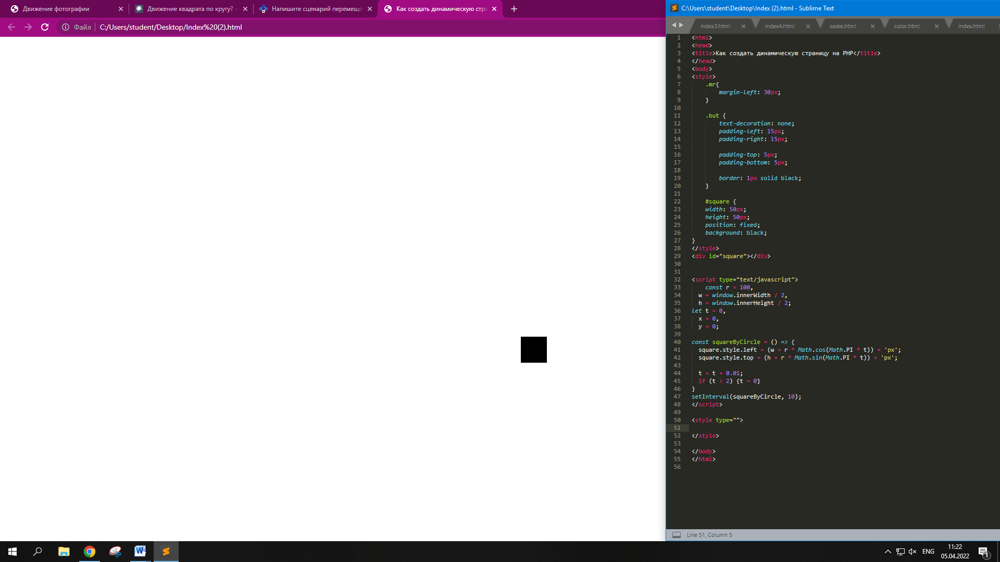 Движение фотографии
Движение квадрата по кругу? -
Напишите сценарий перемеще
Как создать динамическую стра
Файл
C:/Users/student/Desktop/Index%20(2).html
C:\Users\student\Desktop\Index (2).html - Sublime Text
index3.html
index4.html
saske.html
color.html
index.html
1 <html>
2 <head>
3 <title>Как создать динамическую страницу на PHP</title>
4 </head>
5 <body>
6 <style>
7 .mr{
8 margin-left: 30px;
9 }
10
11 .but {
12 text-decoration: none;
13 padding-left: 15px;
14 padding-right: 15px;
15
16 padding-top: 5px;
17 padding-bottom: 5px;
18
19 border: 1px solid black;
20 }
21
22 #square {
23 width: 50px;
24 height: 50px;
25 position: fixed;
26 background: black;
27 }
28 </style>
29 <div id="square"></div>
30
31
32 <script type="text/javascript">
33 const r = 100,
34 w = window.innerWidth / 2,
35 h = window.innerHeight / 2;
36 let t = 0,
37 x = 0,
38 y = 0;
39
40 const squareByCircle = () => {
41 square.style.left = (w + r * Math.cos(Math.PI * t)) + 'px';
42 square.style.top = (h + r * Math.sin(Math.PI * t)) + 'px';
43
44 t = t + 0.01;
45 if (t > 2) {t = 0}
46 }
47 setInterval(squareByCircle, 10);
48 </script>
49
50 <style type="">
51
52 </style>
53
54 </body>
55 </html>
56
Line 51, Column 5
ENG
11:22
05.04.2022
1